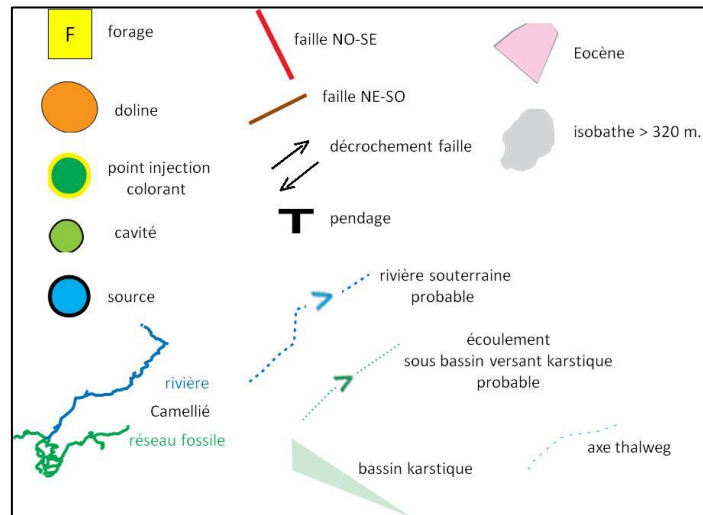 F
forage
doline
point injection
colorant
cavité
source
rivière
Camellié
réseau fossile
faille NO-SE
faille NE-SO
décrochement faille
pendage
rivière souterraine
probable
écoulement
sous bassin versant karstique
probable
bassin karstique
Eocène
isobathe > 320 m.
axe thalweg